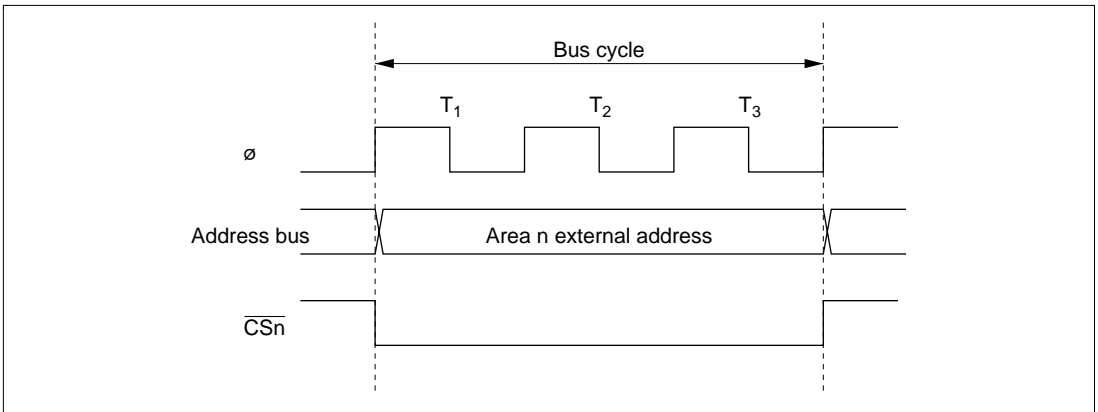 Bus cycle
T1 T2 T3
ø
Address bus Area n external address
CSn